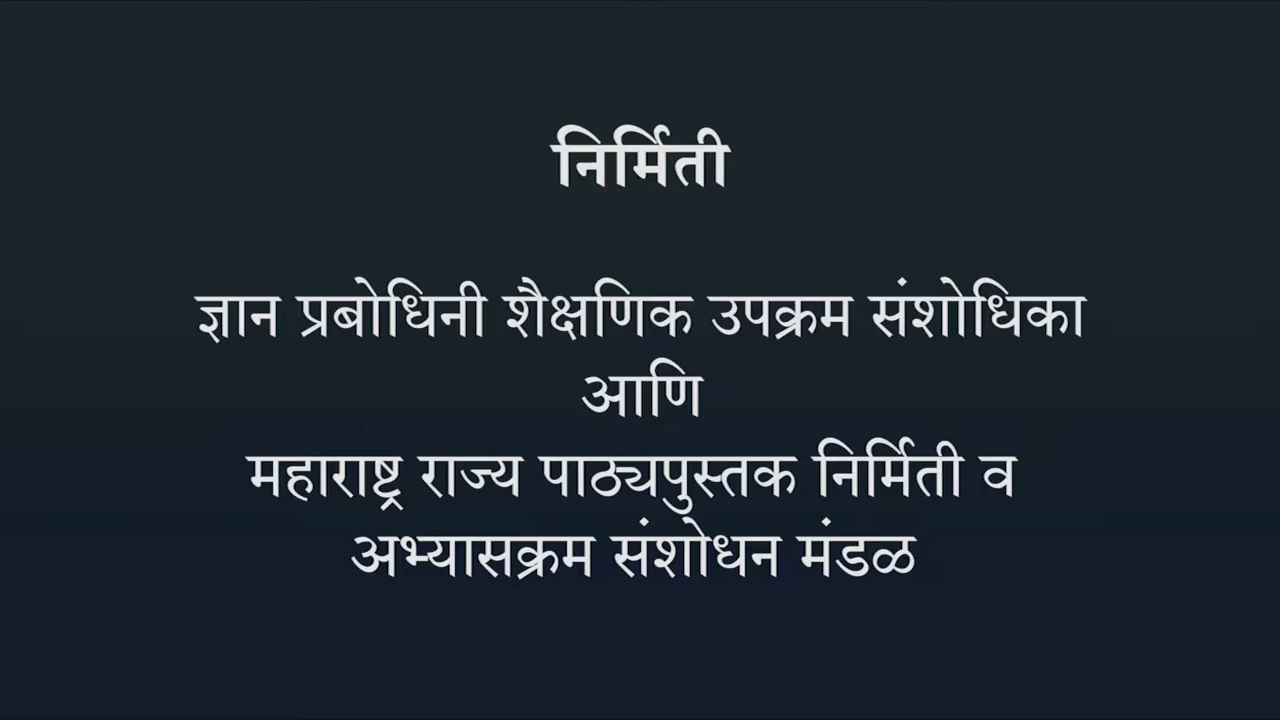 निर्मिती
ज्ञान प्रबोधिनी शैक्षणिक उपक्रम संशोधिका
आणि
महाराष्ट्र राज्य पाठ्यपुस्तक निर्मिती व
अभ्यासक्रम संशोधन मंडळ